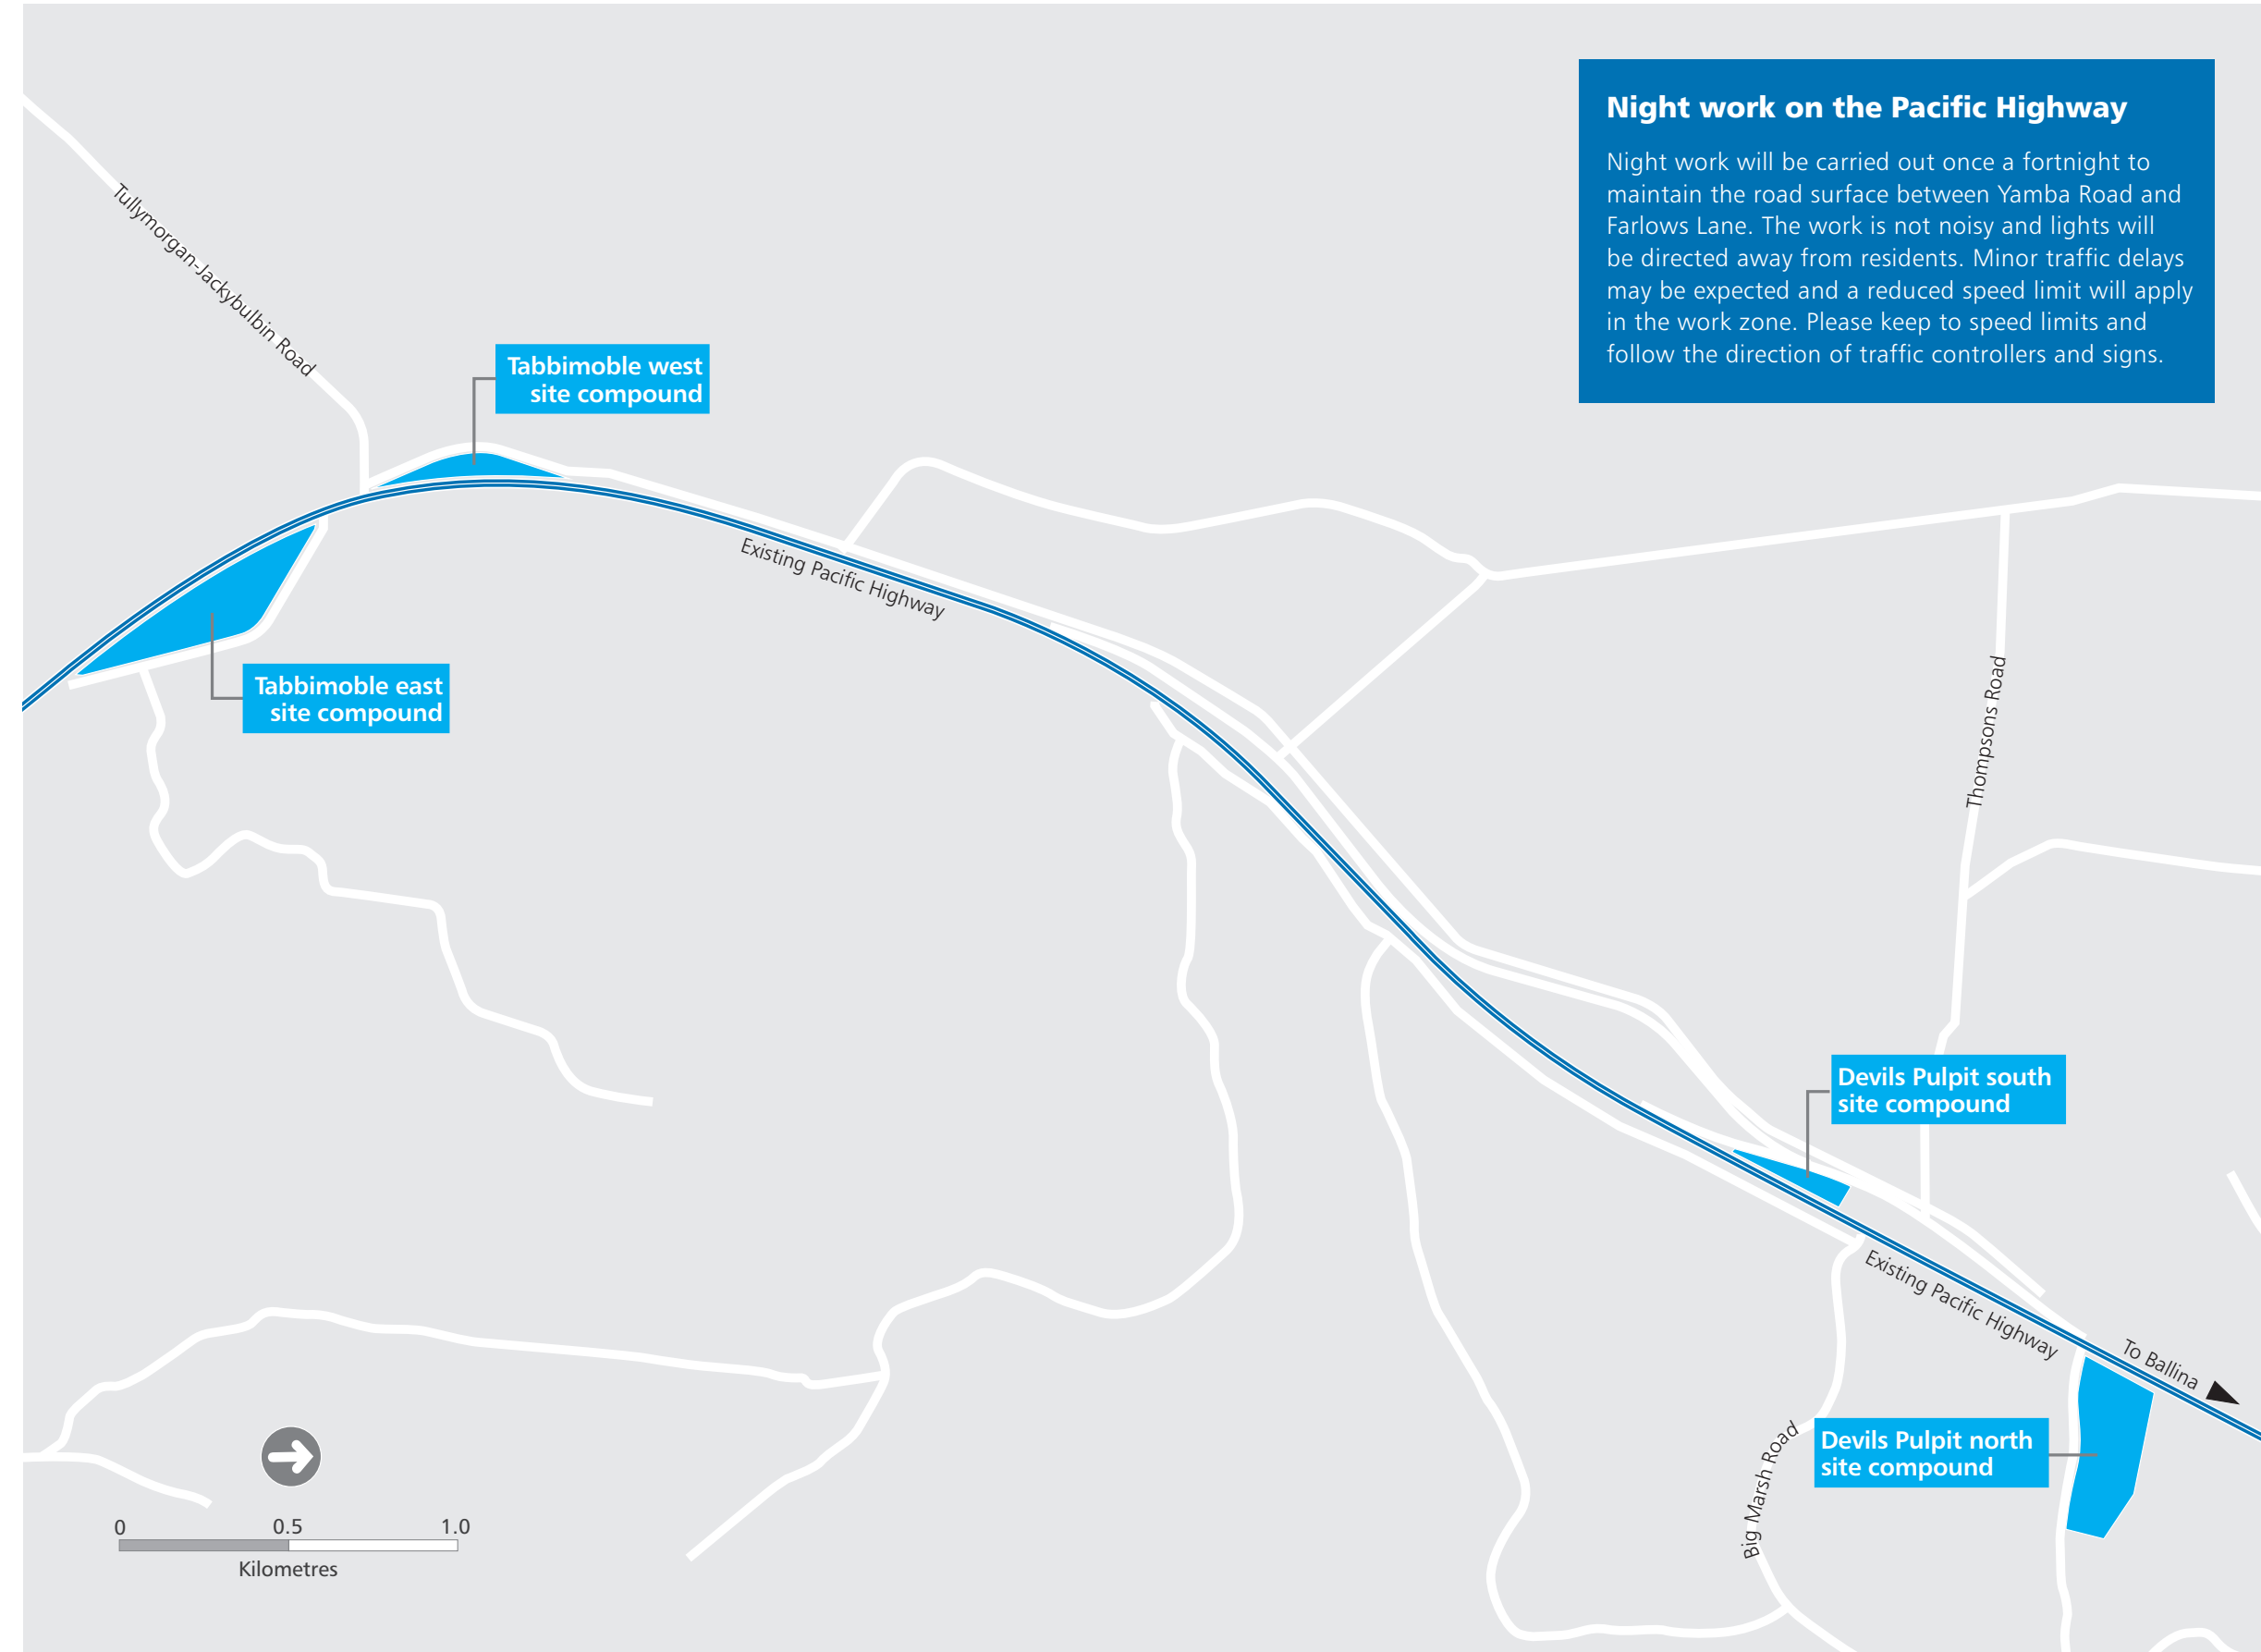 Night work on the Pacific Highway
Night work will be carried out once a fortnight to
maintain the road surface between Yamba Road and
Farlows Lane. The work is not noisy and lights will
be directed away from residents. Minor traffic delays
may be expected and a reduced speed limit will apply
in the work zone. Please keep to speed limits and
follow the direction of traffic controllers and signs.
Tullymorgan-Jackybulbin Road
Tabbimoble west
site compound
Existing Pacific Highway
Tabbimoble east
site compound
Thompsons Road
Devils Pulpit south
site compound
Existing Pacific Highway
To Ballina
Devils Pulpit north
site compound
Big Marsh Road
0 0.5 1.0
Kilometres